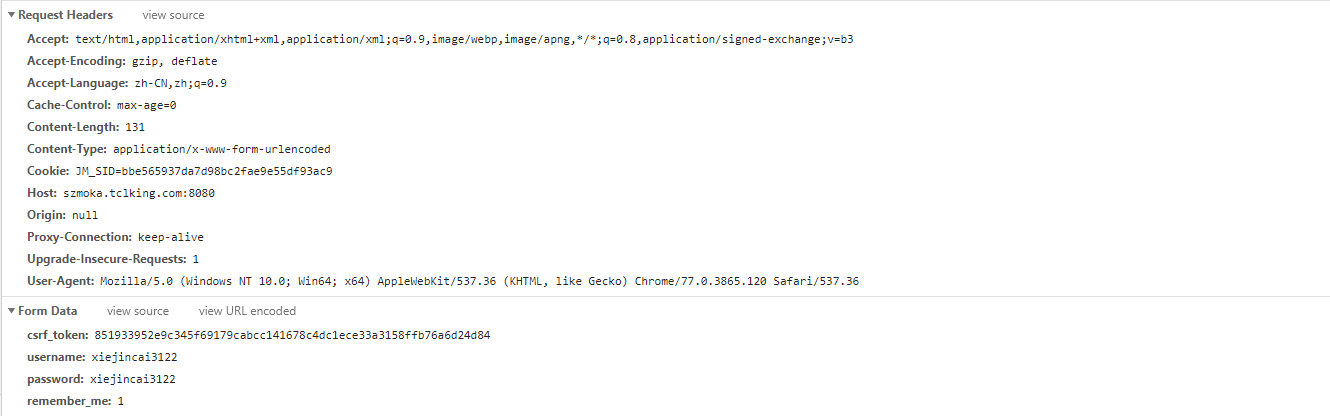 Request Headers view source
Accept: text/html,application/xhtml+xml,application/xml;q=0.9,image/webp,image/apng,*/*;q=0.8,application/signed-exchange;v=b3
Accept-Encoding: gzip, deflate
Accept-Language: zh-CN,zh;q=0.9
Cache-Control: max-age=0
Content-Length: 131
Content-Type: application/x-www-form-urlencoded
Cookie: JM_SID=bbe565937da7d98bc2fae9e55df93ac9
Host: szmoka.tclking.com:8080
Origin: null
Proxy-Connection: keep-alive
Upgrade-Insecure-Requests: 1
User-Agent: Mozilla/5.0 (Windows NT 10.0; Win64; x64) AppleWebKit/537.36 (KHTML, like Gecko) Chrome/77.0.3865.120 Safari/537.36
Form Data view source view URL encoded
csrf_token: 851933952e9c345f69179cabcc141678c4dc1ece33a3158ffb76a6d24d84
username: xiejincai3122
password: xiejincai3122
remember_me: 1